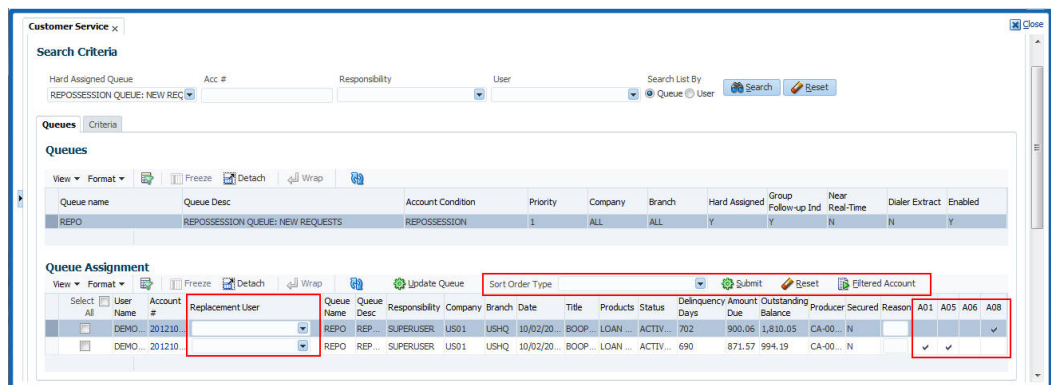 Customer Service ×
Close
Search Criteria
Hard Assigned Queue Acc # Responsibility User Search List By
REPOSSESSION QUEUE: NEW REQ Queue User Search Reset
Queues Criteria
Queues
View Format Freeze Detach Wrap
Queue name Queue Desc Account Condition Priority Company Branch Hard Assigned Group Follow-up Ind Near Real-Time Dialer Extract Enabled
REPO REPOSSESSION QUEUE: NEW REQUESTS REPOSSESSION 1 ALL ALL Y Y N N Y
Queue Assignment
View Format Freeze Detach Wrap Update Queue Sort Order Type Submit Reset Filtered Account
Select All User Name Account # Replacement User Queue Name Queue Desc Responsibility Company Branch Date Title Products Status Delinquency Days Amount Due Outstanding Balance Producer Secured Reason A01 A05 A06 A08
DEMO... 201210... REPO REP... SUPERUSER US01 USHQ 10/02/20... BOOP... LOAN ... ACTIV... 702 900.06 1,810.05 CA-00... N
DEMO... 201210... REPO REP... SUPERUSER US01 USHQ 10/02/20... BOOP... LOAN ... ACTIV... 690 871.57 994.19 CA-00... N